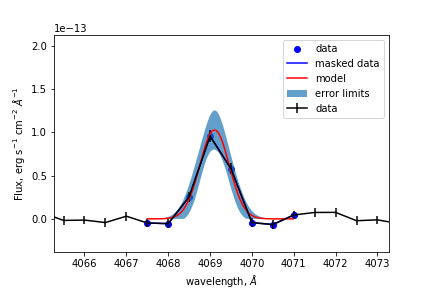 1e−13
2.0
1.5
1.0
0.5
0.0
Flux, erg s⁻¹ cm⁻² Å⁻¹
data
masked data
model
error limits
data
4066 4067 4068 4069 4070 4071 4072 4073
wavelength, Å